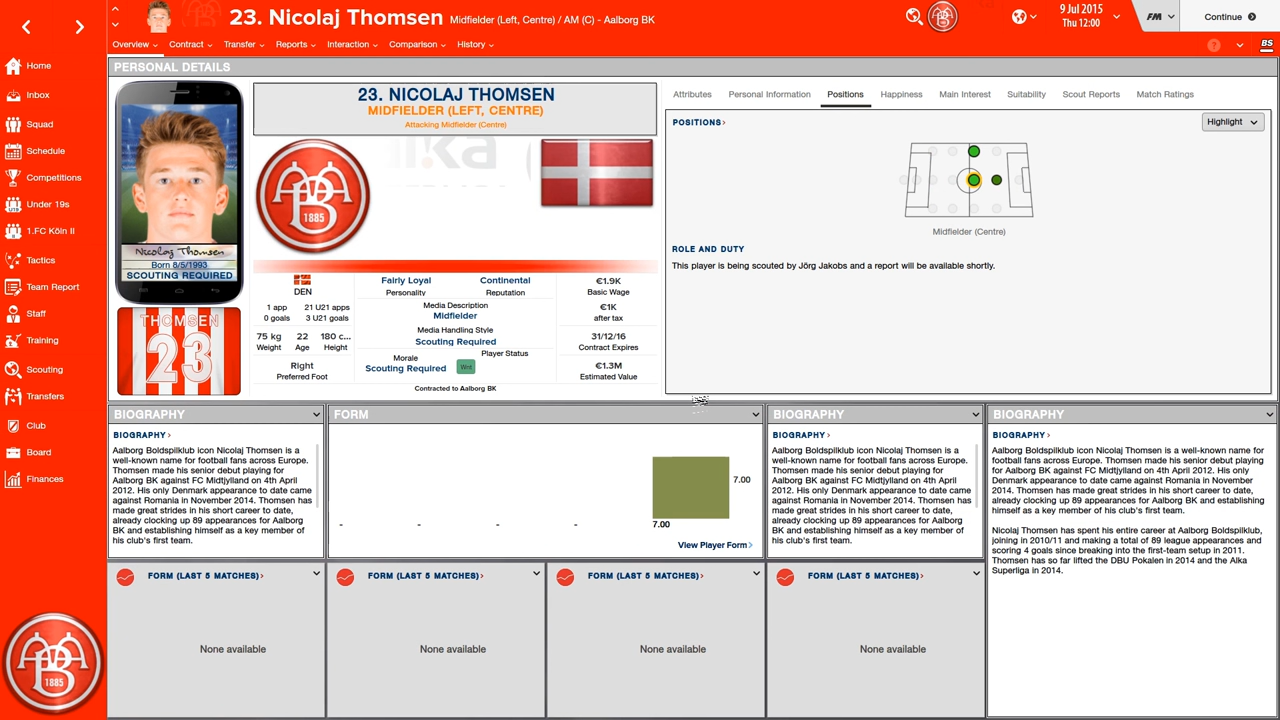 23. Nicolaj Thomsen Midfielder (Left, Centre) / AM (C) - Aalborg BK
9 Jul 2015
Thu 12:00
FM
Continue
Overview Contract Transfer Reports Interaction Comparison History
?
BS
Home
Inbox
Squad
Schedule
Competitions
Under 19s
1.FC Köln II
Tactics
Team Report
Staff
Training
Scouting
Transfers
Club
Board
Finances
1885
PERSONAL DETAILS
Nicolaj Thomsen
Born 8/5/1993
SCOUTING REQUIRED
THOMSEN
23
23. NICOLAJ THOMSEN
MIDFIELDER (LEFT, CENTRE)
Attacking Midfielder (Centre)
1885
DEN
1 app 21 U21 apps
0 goals 3 U21 goals
75 kg 22 180 c...
Weight Age Height
Right
Preferred Foot
Fairly Loyal Continental
Personality Reputation
Media Description
Midfielder
Media Handling Style
Scouting Required
Player Status
Morale
Scouting Required
Wnt
Contracted to Aalborg BK
€1.9K
Basic Wage
€1K
after tax
31/12/16
Contract Expires
€1.3M
Estimated Value
Attributes Personal Information Positions Happiness Main Interest Suitability Scout Reports Match Ratings
POSITIONS
Highlight
Midfielder (Centre)
ROLE AND DUTY
This player is being scouted by Jörg Jakobs and a report will be available shortly.
BIOGRAPHY
BIOGRAPHY
Aalborg Boldspilklub icon Nicolaj Thomsen is a
well-known name for football fans across Europe.
Thomsen made his senior debut playing for
Aalborg BK against FC Midtjylland on 4th April
2012. His only Denmark appearance to date came
against Romania in November 2014. Thomsen has
made great strides in his short career to date,
already clocking up 89 appearances for Aalborg
BK and establishing himself as a key member of
his club's first team.
FORM
- - - -
7.00
7.00
View Player Form
BIOGRAPHY
BIOGRAPHY
Aalborg Boldspilklub icon Nicolaj Thomsen is a
well-known name for football fans across Europe.
Thomsen made his senior debut playing for
Aalborg BK against FC Midtjylland on 4th April
2012. His only Denmark appearance to date came
against Romania in November 2014. Thomsen has
made great strides in his short career to date,
already clocking up 89 appearances for Aalborg
BK and establishing himself as a key member of
his club's first team.
BIOGRAPHY
BIOGRAPHY
Aalborg Boldspilklub icon Nicolaj Thomsen is a well-known name for
football fans across Europe. Thomsen made his senior debut playing
for Aalborg BK against FC Midtjylland on 4th April 2012. His only
Denmark appearance to date came against Romania in November
2014. Thomsen has made great strides in his short career to date,
already clocking up 89 appearances for Aalborg BK and establishing
himself as a key member of his club's first team.
Nicolaj Thomsen has spent his entire career at Aalborg Boldspilklub,
joining in 2010/11 and making a total of 89 league appearances and
scoring 4 goals since breaking into the first-team setup in 2011.
Thomsen has so far lifted the DBU Pokalen in 2014 and the Alka
Superliga in 2014.
FORM (LAST 5 MATCHES)
None available
FORM (LAST 5 MATCHES)
None available
FORM (LAST 5 MATCHES)
None available
FORM (LAST 5 MATCHES)
None available